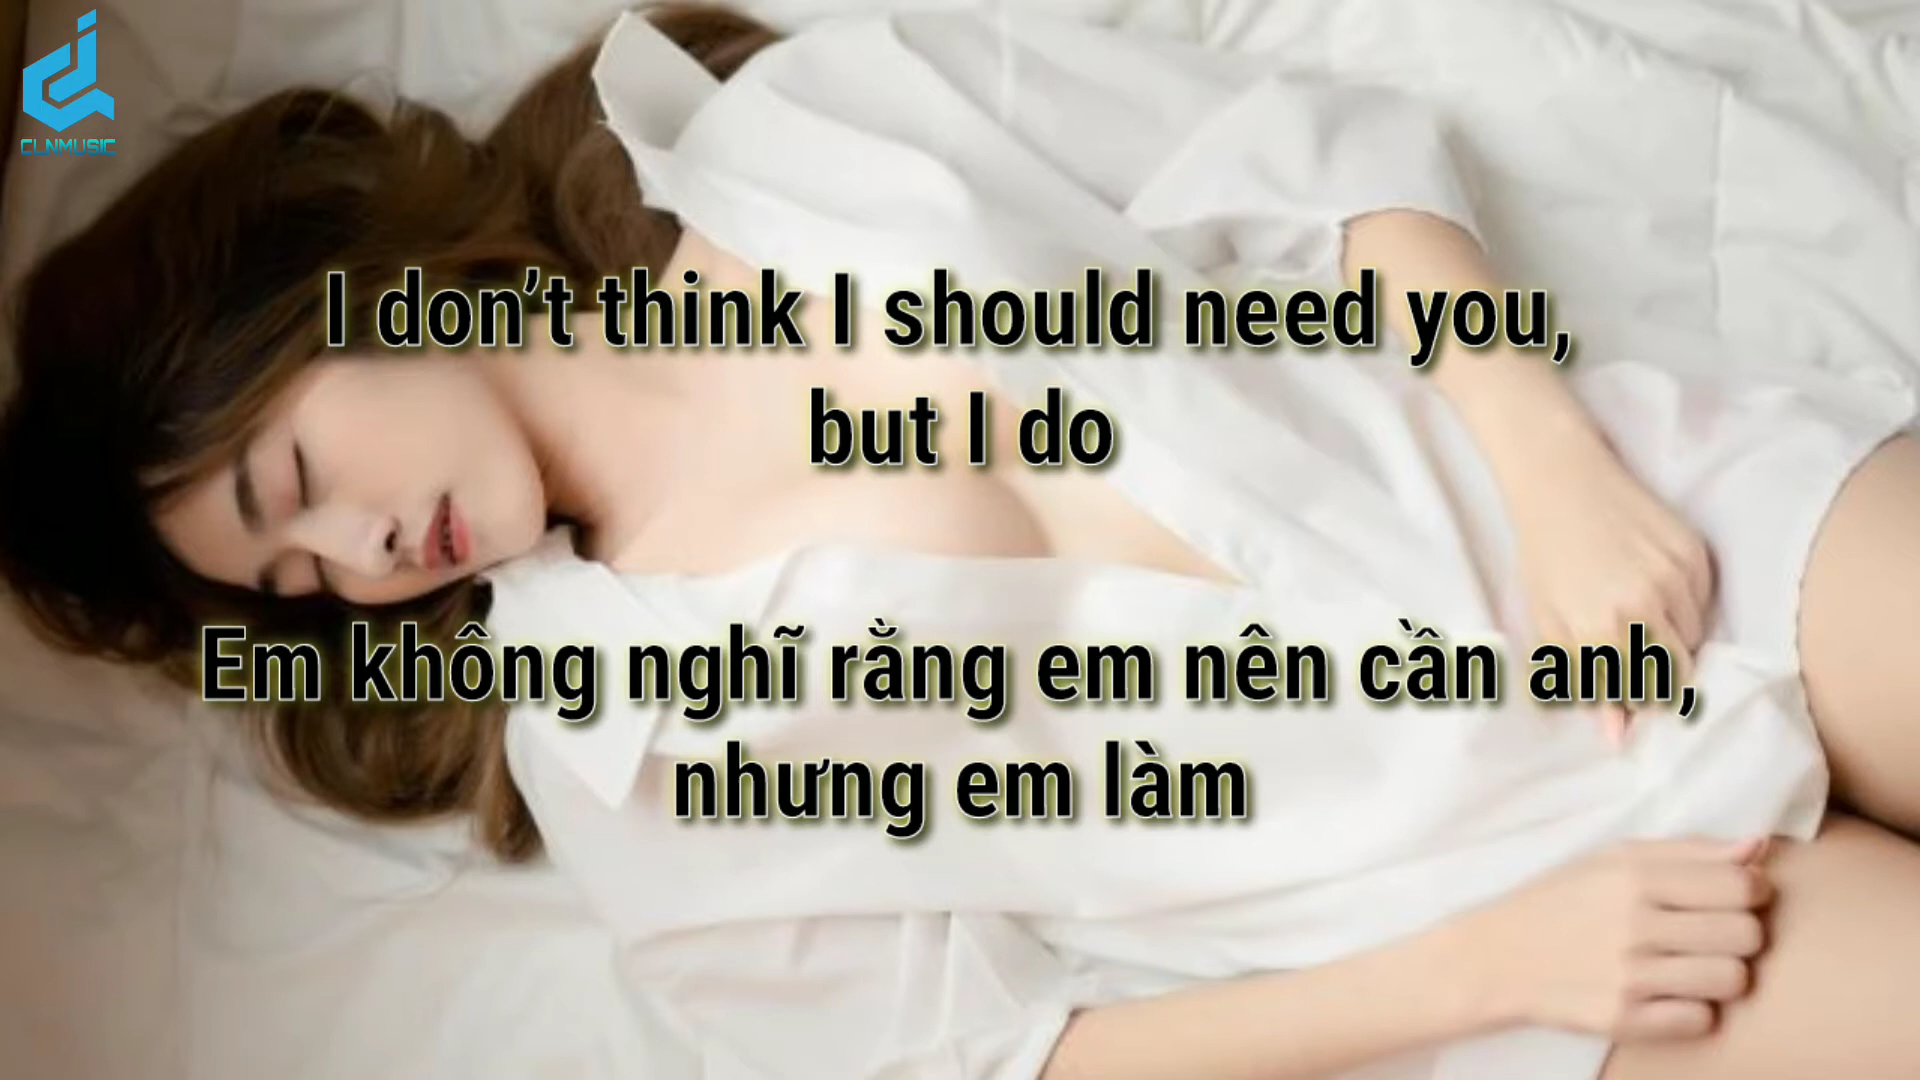 CLNMUSIC
I don’t think I should need you,
but I do
Em không nghĩ rằng em nên cần anh,
nhưng em làm